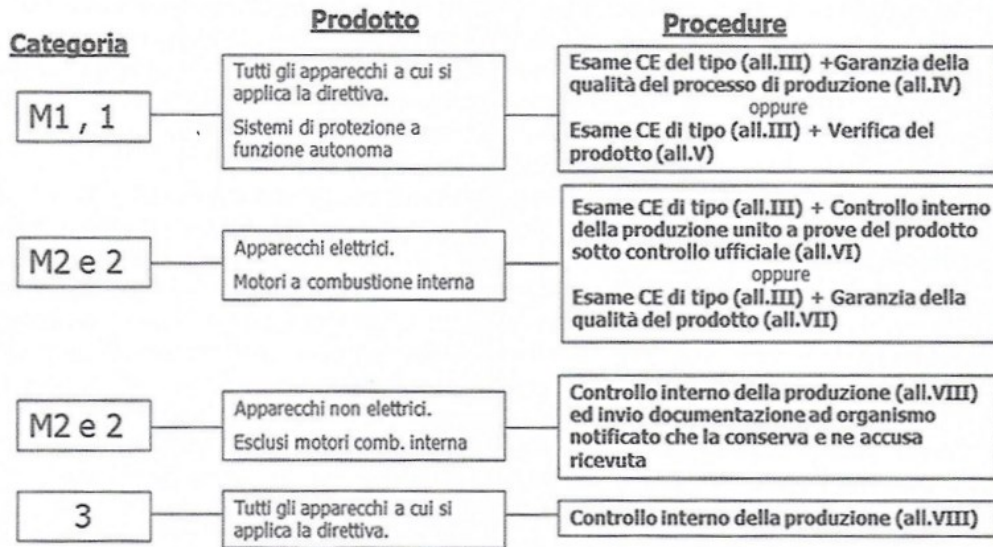 Categoria
Prodotto
Procedure
M1 , 1
Tutti gli apparecchi a cui si
applica la direttiva.
Sistemi di protezione a
funzione autonoma
Esame CE del tipo (all.III) +Garanzia della
qualità del processo di produzione (all.IV)
oppure
Esame CE di tipo (all.III) + Verifica del
prodotto (all.V)
M2 e 2
Apparecchi elettrici.
Motori a combustione interna
Esame CE di tipo (all.III) + Controllo interno
della produzione unito a prove del prodotto
sotto controllo ufficiale (all.VI)
oppure
Esame CE di tipo (all.III) + Garanzia della
qualità del prodotto (all.VII)
M2 e 2
Apparecchi non elettrici.
Esclusi motori comb. interna
Controllo interno della produzione (all.VIII)
ed invio documentazione ad organismo
notificato che la conserva e ne accusa
ricevuta
3
Tutti gli apparecchi a cui si
applica la direttiva.
Controllo interno della produzione (all.VIII)